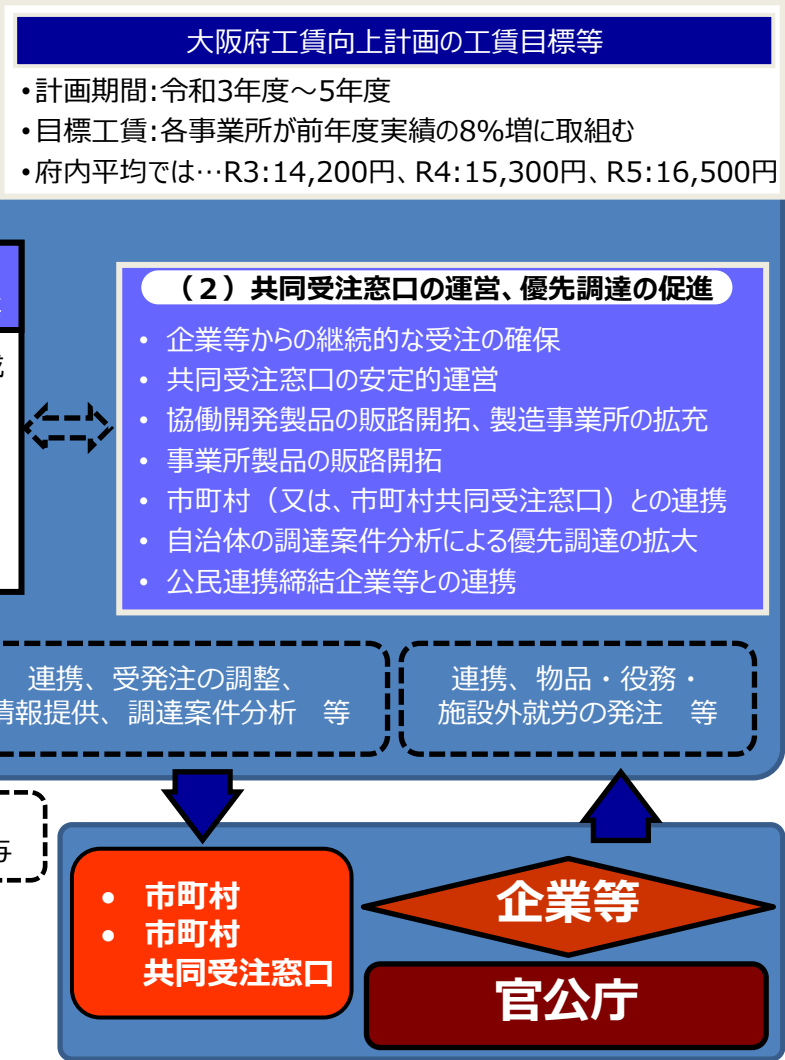 大阪府工賃向上計画の工賃目標等
•計画期間:令和3年度～5年度
•目標工賃:各事業所が前年度実績の8%増に取組む
•府内平均では…R3:14,200円、R4:15,300円、R5:16,500円
（２）共同受注窓口の運営、優先調達の促進
• 企業等からの継続的な受注の確保
• 共同受注窓口の安定的運営
• 協働開発製品の販路開拓、製造事業所の拡充
• 事業所製品の販路開拓
• 市町村（又は、市町村共同受注窓口）との連携
• 自治体の調達案件分析による優先調達の拡大
• 公民連携締結企業等との連携
連携、受発注の調整、
情報提供、調達案件分析　等
連携、物品・役務・
施設外就労の発注　等
• 市町村
• 市町村
共同受注窓口
企業等
官公庁